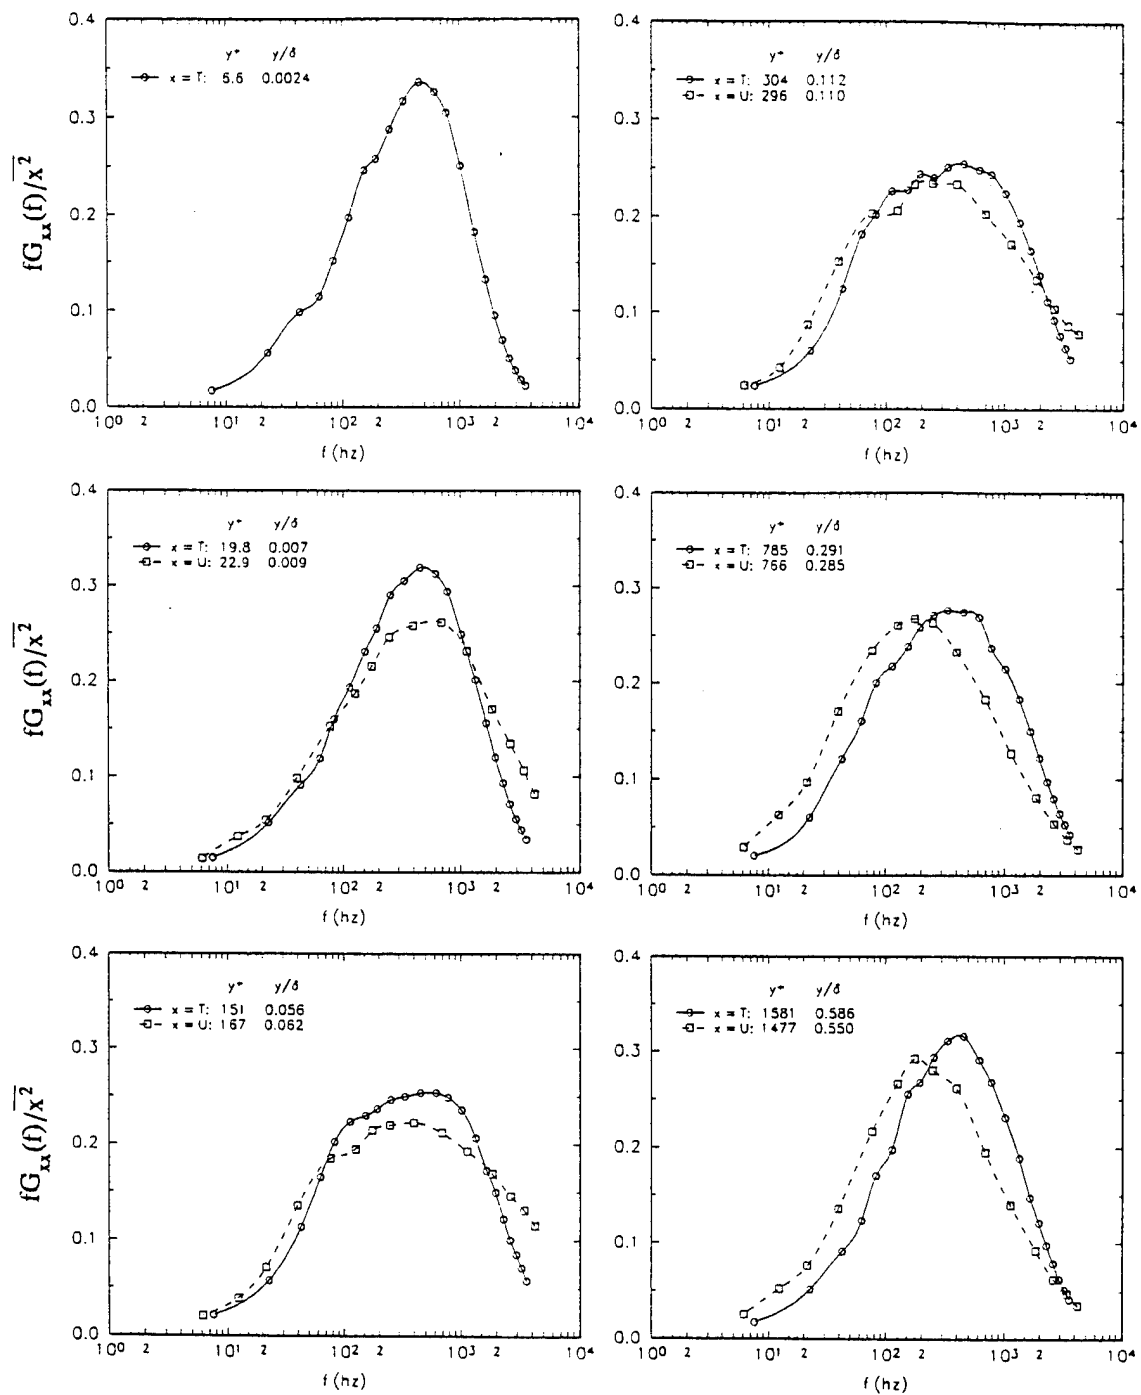 0.4
0.3
0.2
0.1
0.0
fG_xx(f)/x²
y⁺ y/δ
x = T: 5.6 0.0024
10⁰ 2 10¹ 2 10² 2 10³ 2 10⁴
f (hz)
0.4
0.3
0.2
0.1
0.0
y⁺ y/δ
x = T: 304 0.112
x = U: 296 0.110
10⁰ 2 10¹ 2 10² 2 10³ 2 10⁴
f (hz)
0.4
0.3
0.2
0.1
0.0
fG_xx(f)/x²
y⁺ y/δ
x = T: 19.8 0.007
x = U: 22.9 0.009
10⁰ 2 10¹ 2 10² 2 10³ 2 10⁴
f (hz)
0.4
0.3
0.2
0.1
0.0
y⁺ y/δ
x = T: 785 0.291
x = U: 766 0.285
10⁰ 2 10¹ 2 10² 2 10³ 2 10⁴
f (hz)
0.4
0.3
0.2
0.1
0.0
fG_xx(f)/x²
y⁺ y/δ
x = T: 151 0.056
x = U: 167 0.062
10⁰ 2 10¹ 2 10² 2 10³ 2 10⁴
f (hz)
0.4
0.3
0.2
0.1
0.0
y⁺ y/δ
x = T: 1581 0.586
x = U: 1477 0.550
10⁰ 2 10¹ 2 10² 2 10³ 2 10⁴
f (hz)